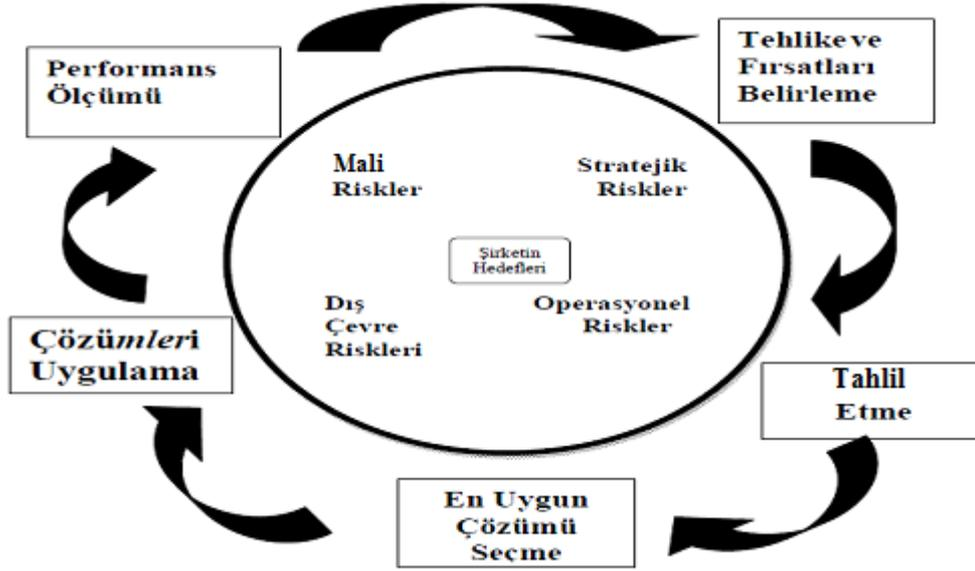 Performans
Ölçümü
Tehlike ve
Fırsatları
Belirleme
Mali
Riskler
Stratejik
Riskler
Şirketin
Hedefleri
Dış
Çevre
Riskleri
Operasyonel
Riskler
Çözümleri
Uygulama
Tahlil
Etme
En Uygun
Çözümü
Seçme